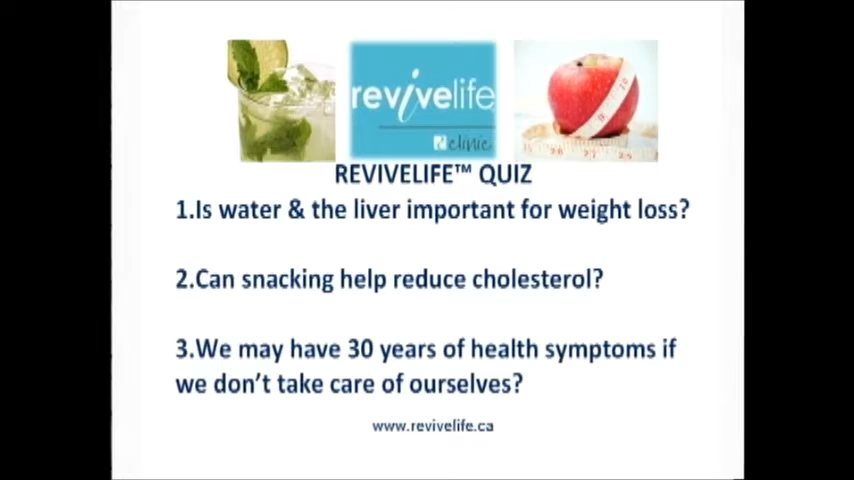 revivelife
clinic
REVIVELIFE™ QUIZ
1.Is water & the liver important for weight loss?
2.Can snacking help reduce cholesterol?
3.We may have 30 years of health symptoms if
we don't take care of ourselves?
www.revivelife.ca